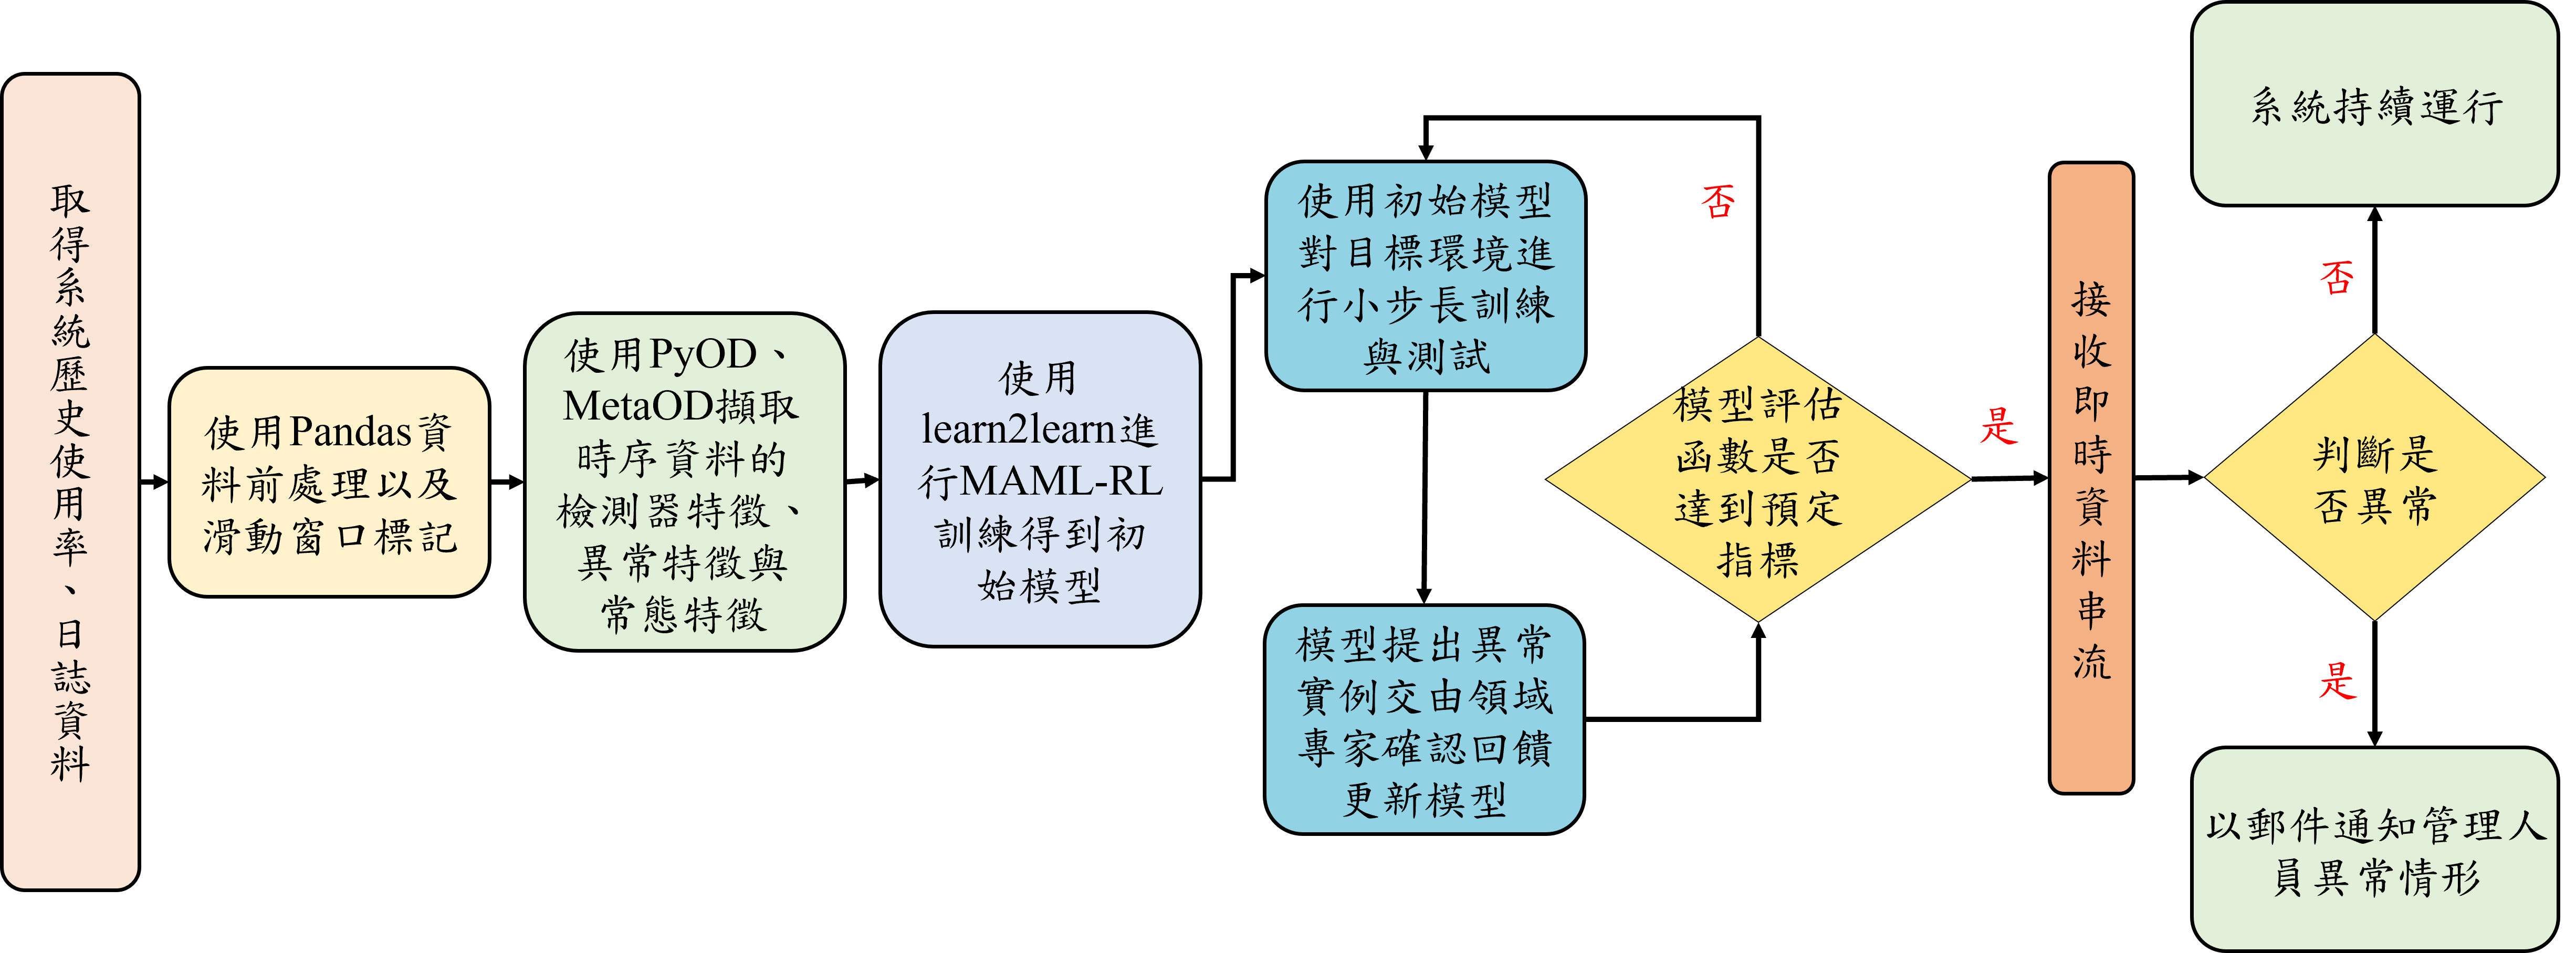 取得系統歷史使用率、日誌資料
使用Pandas資
料前處理以及
滑動窗口標記
使用PyOD、
MetaOD擷取
時序資料的
檢測器特徵、
異常特徵與
常態特徵
使用
learn2learn進
行MAML-RL
訓練得到初
始模型
使用初始模型
對目標環境進
行小步長訓練
與測試
模型提出異常
實例交由領域
專家確認回饋
更新模型
否
模型評估
函數是否
達到預定
指標
是
接收即時資料串流
判斷是
否異常
否
系統持續運行
是
以郵件通知管理人
員異常情形